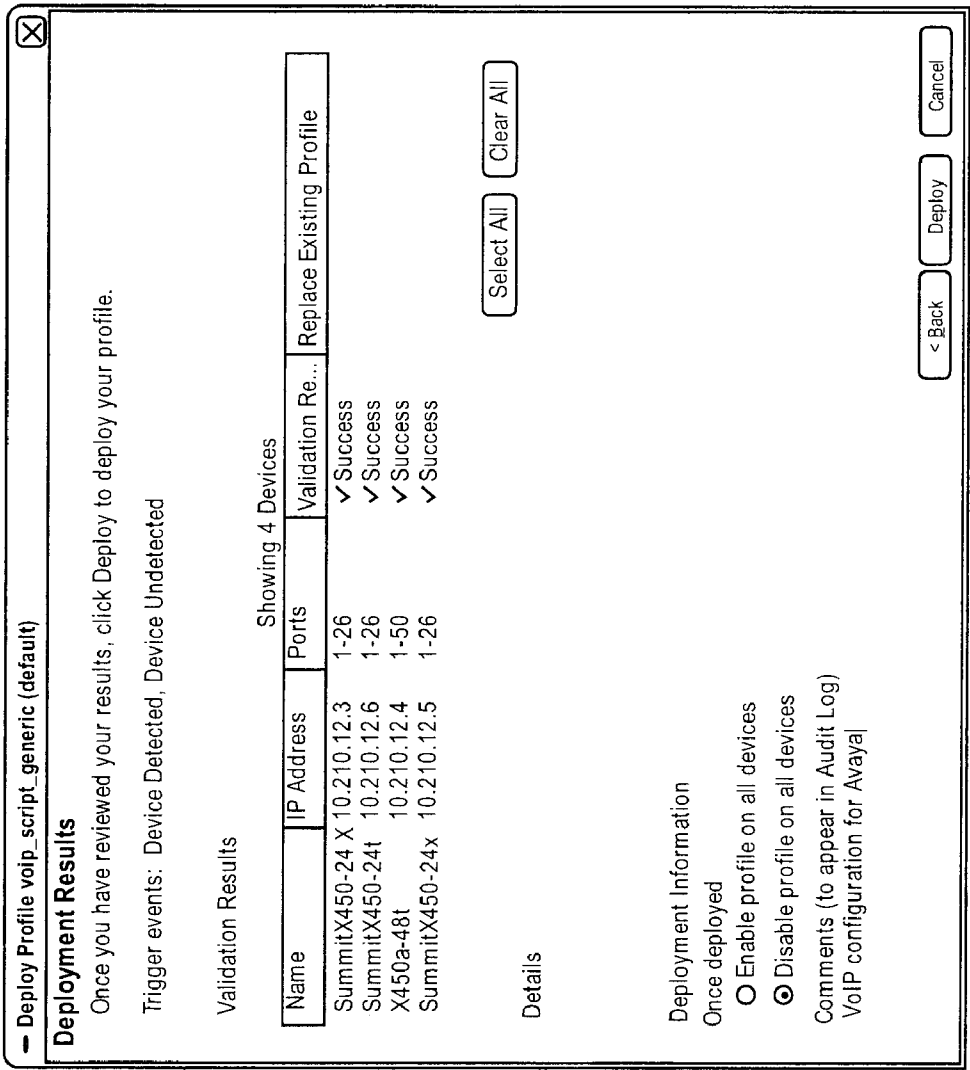 Deploy Profile voip_script_generic (default)
Deployment Results
Once you have reviewed your results, click Deploy to deploy your profile.
Trigger events: Device Detected, Device Undetected
Validation Results
Showing 4 Devices
Name IP Address Ports Validation Re... Replace Existing Profile
SummitX450-24 X 10.210.12.3 1-26 ✓Success
SummitX450-24t 10.210.12.6 1-26 ✓Success
X450a-48t 10.210.12.4 1-50 ✓Success
SummitX450-24x 10.210.12.5 1-26 ✓Success
Select All Clear All
Details
Deployment Information
Once deployed
Enable profile on all devices
Disable profile on all devices
Comments (to appear in Audit Log)
VoIP configuration for Avaya
< Back Deploy Cancel